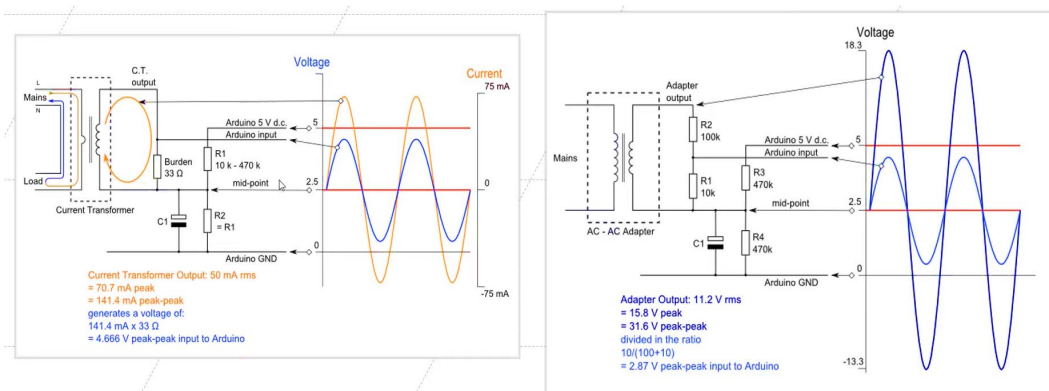 C.T.
output
Voltage
Current
75 mA
L
Mains
N
Load
Burden
33 Ω
Current Transformer
Arduino 5 V d.c.
5
Arduino input
R1
10 k - 470 k
mid-point
2.5
0
C1
R2
= R1
0
Arduino GND
-75 mA
Current Transformer Output: 50 mA rms
= 70.7 mA peak
= 141.4 mA peak-peak
generates a voltage of:
141.4 mA x 33 Ω
= 4.666 V peak-peak input to Arduino
Voltage
18.3
Adapter
output
R2
100k
Arduino 5 V d.c.
5
Arduino input
Mains
R1
10k
R3
470k
mid-point
2.5
AC - AC Adapter
C1
R4
470k
0
Arduino GND
Adapter Output: 11.2 V rms
= 15.8 V peak
= 31.6 V peak-peak
divided in the ratio
10/(100+10)
= 2.87 V peak-peak input to Arduino
-13.3